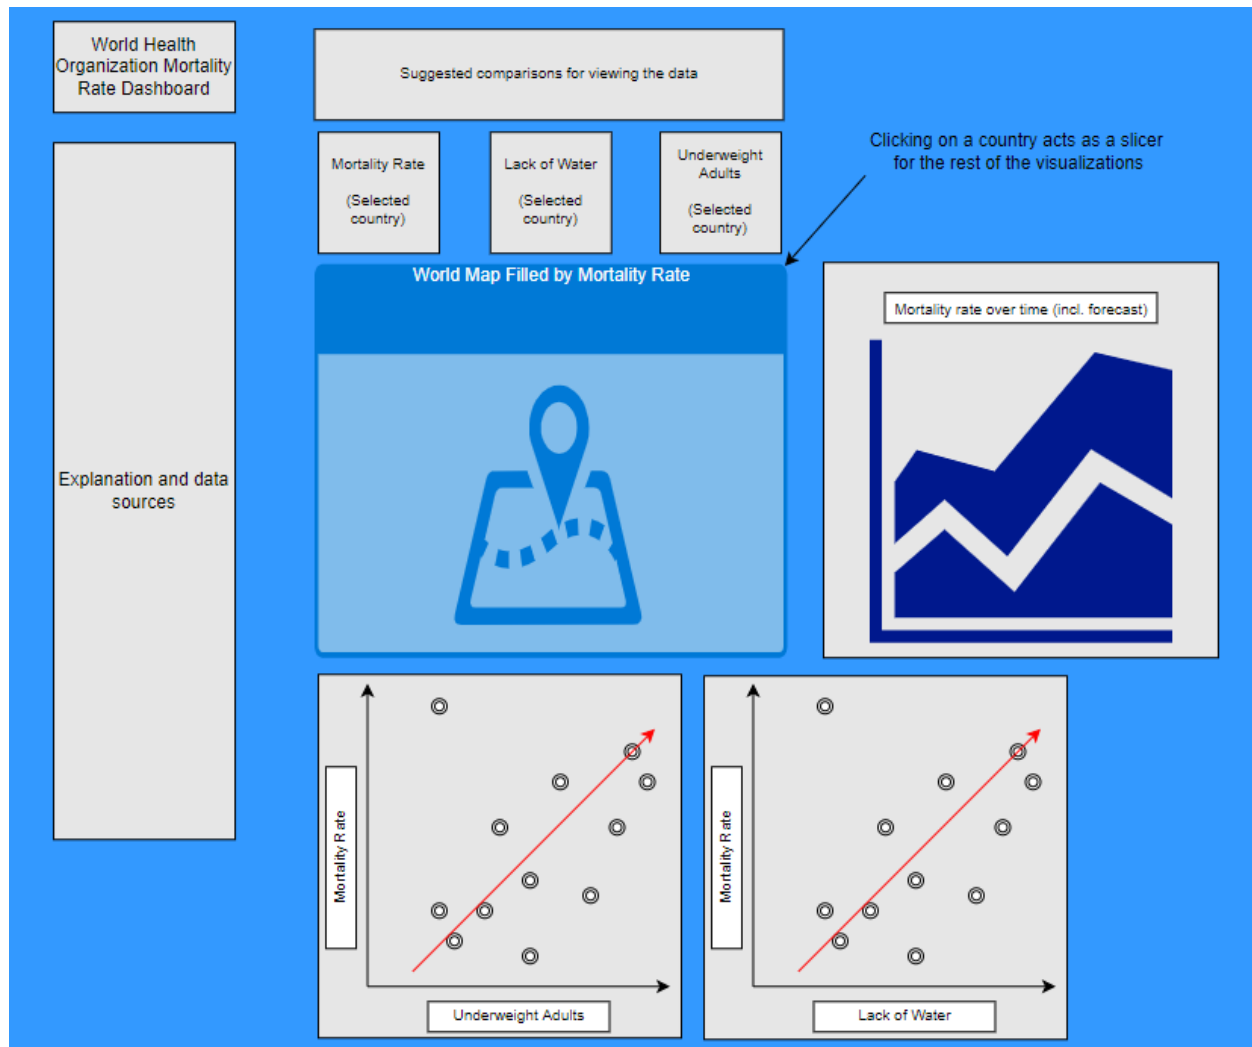 World Health
Organization Mortality
Rate Dashboard
Suggested comparisons for viewing the data
Mortality Rate
(Selected
country)
Lack of Water
(Selected
country)
Underweight
Adults
(Selected
country)
Clicking on a country acts as a slicer
for the rest of the visualizations
Explanation and data
sources
World Map Filled by Mortality Rate
Mortality rate over time (incl. forecast)
Mortality Rate
Underweight Adults
Mortality Rate
Lack of Water